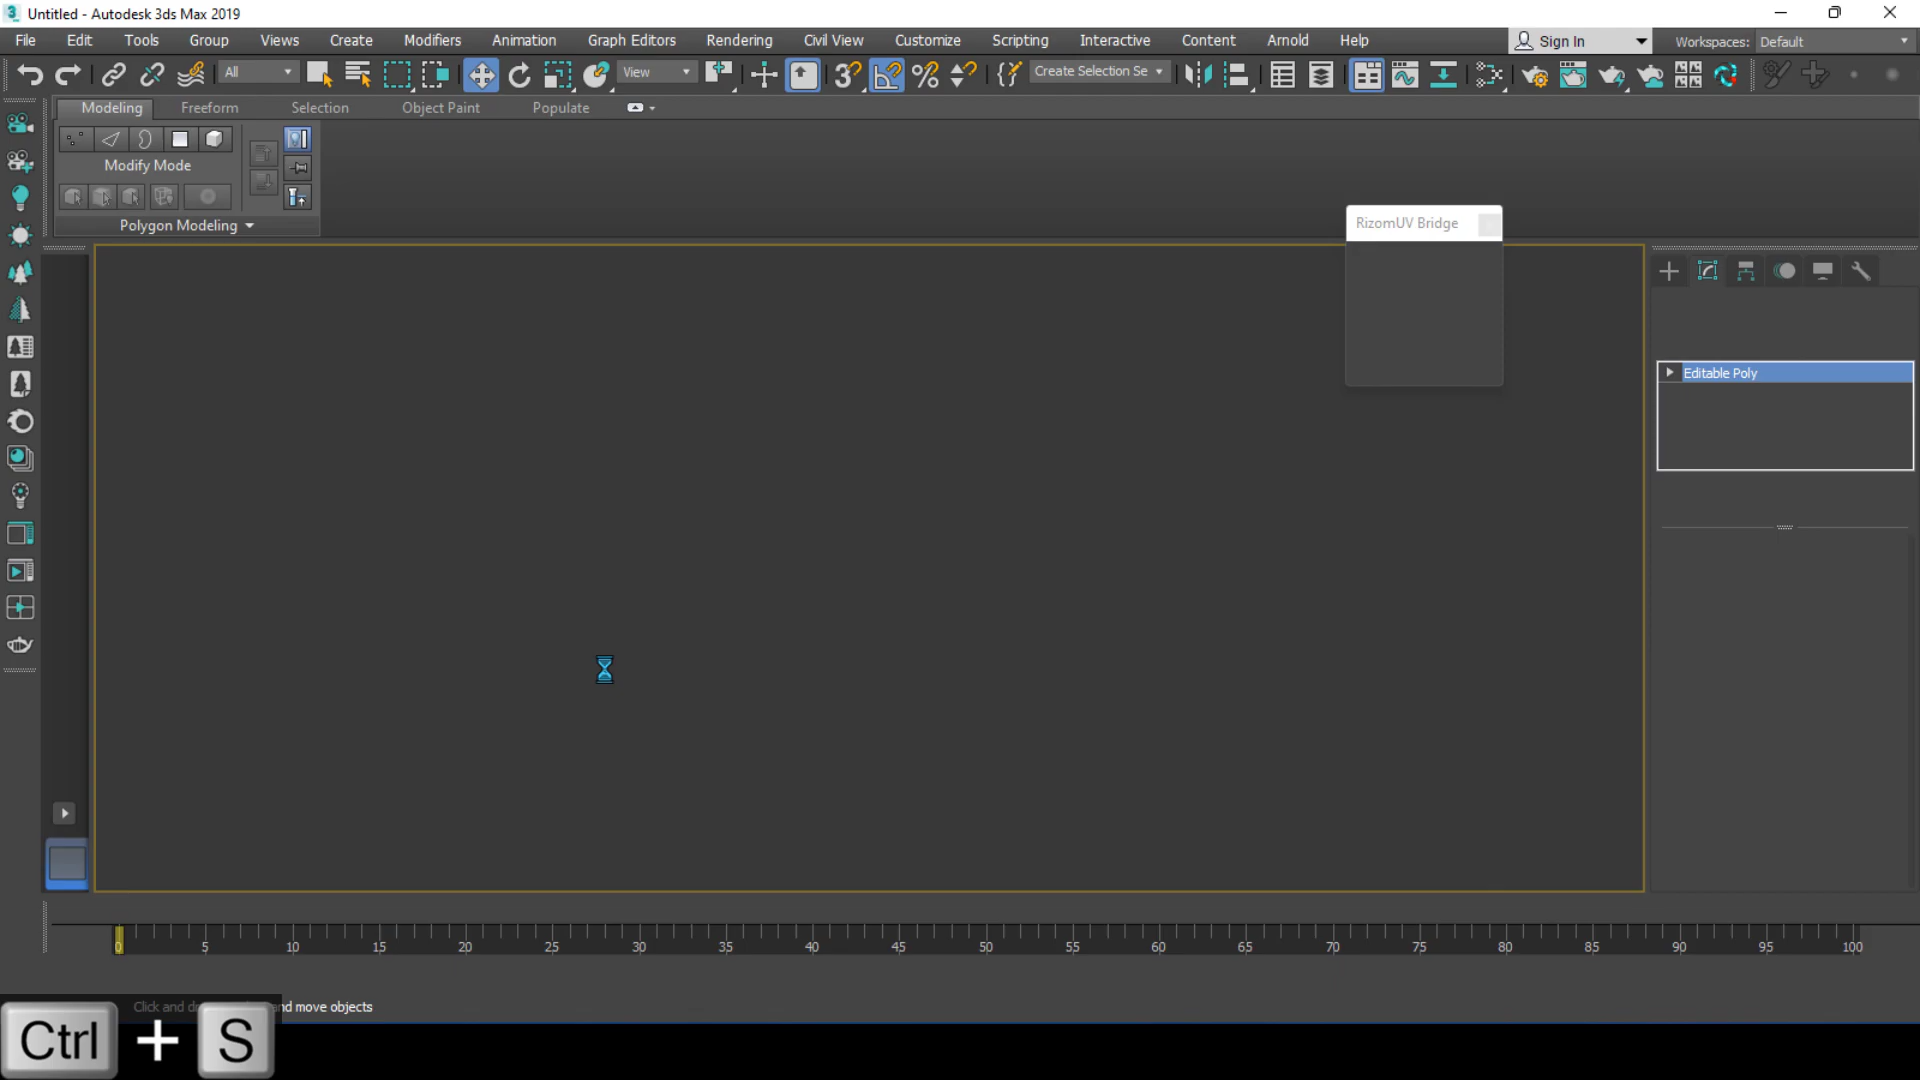 Untitled - Autodesk 3ds Max 2019
File Edit Tools Group Views Create Modifiers Animation Graph Editors Rendering Civil View Customize Scripting Interactive Content Arnold Help Sign In Workspaces: Default
All View Create Selection Se
Modeling Freeform Selection Object Paint Populate
Modify Mode
Polygon Modeling
RizomUV Bridge
Editable Poly
0 5 10 15 20 25 30 35 40 45 50 55 60 65 70 75 80 85 90 95 100
Click and dr nd move objects
Ctrl + S